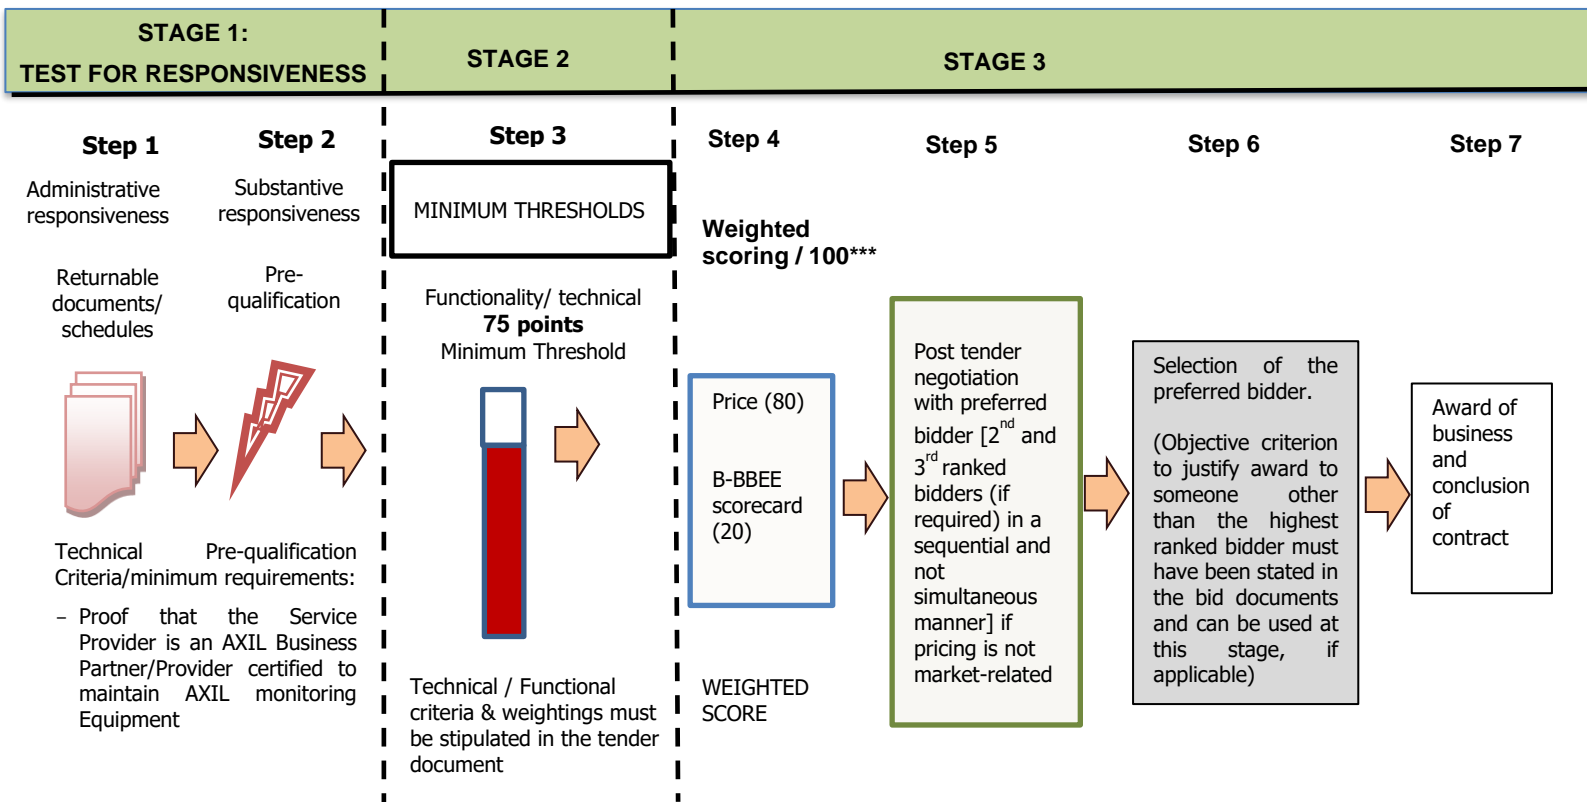 STAGE 1:
TEST FOR RESPONSIVENESS
STAGE 2
STAGE 3
Step 1
Administrative
responsiveness
Returnable
documents/
schedules
Step 2
Substantive
responsiveness
Pre-
qualification
Technical Pre-qualification
Criteria/minimum requirements:
– Proof that the Service
Provider is an AXIL Business
Partner/Provider certified to
maintain AXIL monitoring
Equipment
Step 3
MINIMUM THRESHOLDS
Functionality/ technical
75 points
Minimum Threshold
Technical / Functional
criteria & weightings must
be stipulated in the tender
document
Step 4
Weighted
scoring / 100***
Price (80)
B-BBEE
scorecard
(20)
WEIGHTED
SCORE
Step 5
Post tender
negotiation
with preferred
bidder [2nd and
3rd ranked
bidders (if
required) in a
sequential and
not
simultaneous
manner] if
pricing is not
market-related
Step 6
Selection of the
preferred bidder.
(Objective criterion
to justify award to
someone other
than the highest
ranked bidder must
have been stated in
the bid documents
and can be used at
this stage, if
applicable)
Step 7
Award of
business
and
conclusion
of
contract